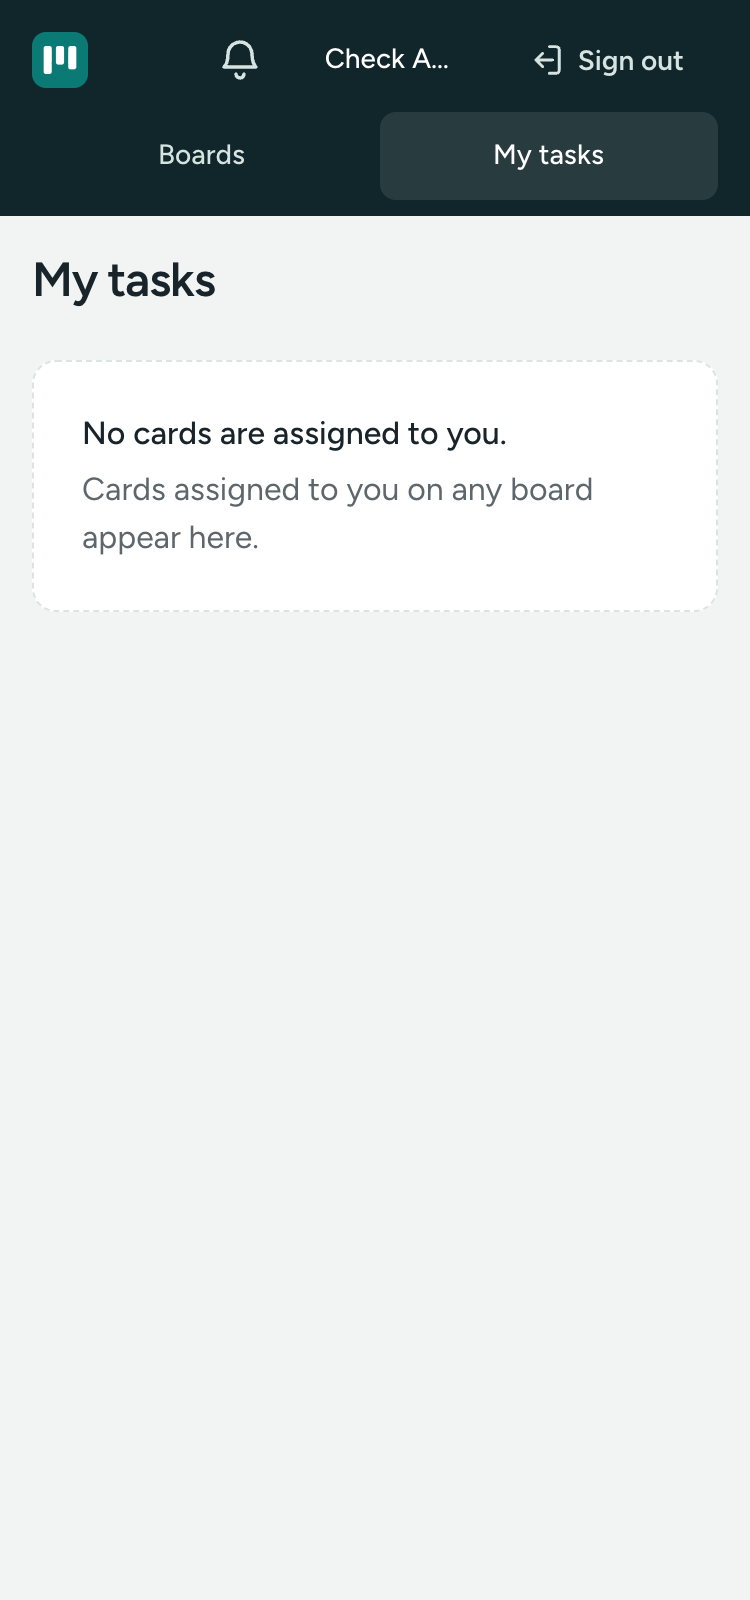 Check A...
Sign out
Boards
My tasks
My tasks
No cards are assigned to you.
Cards assigned to you on any board
appear here.